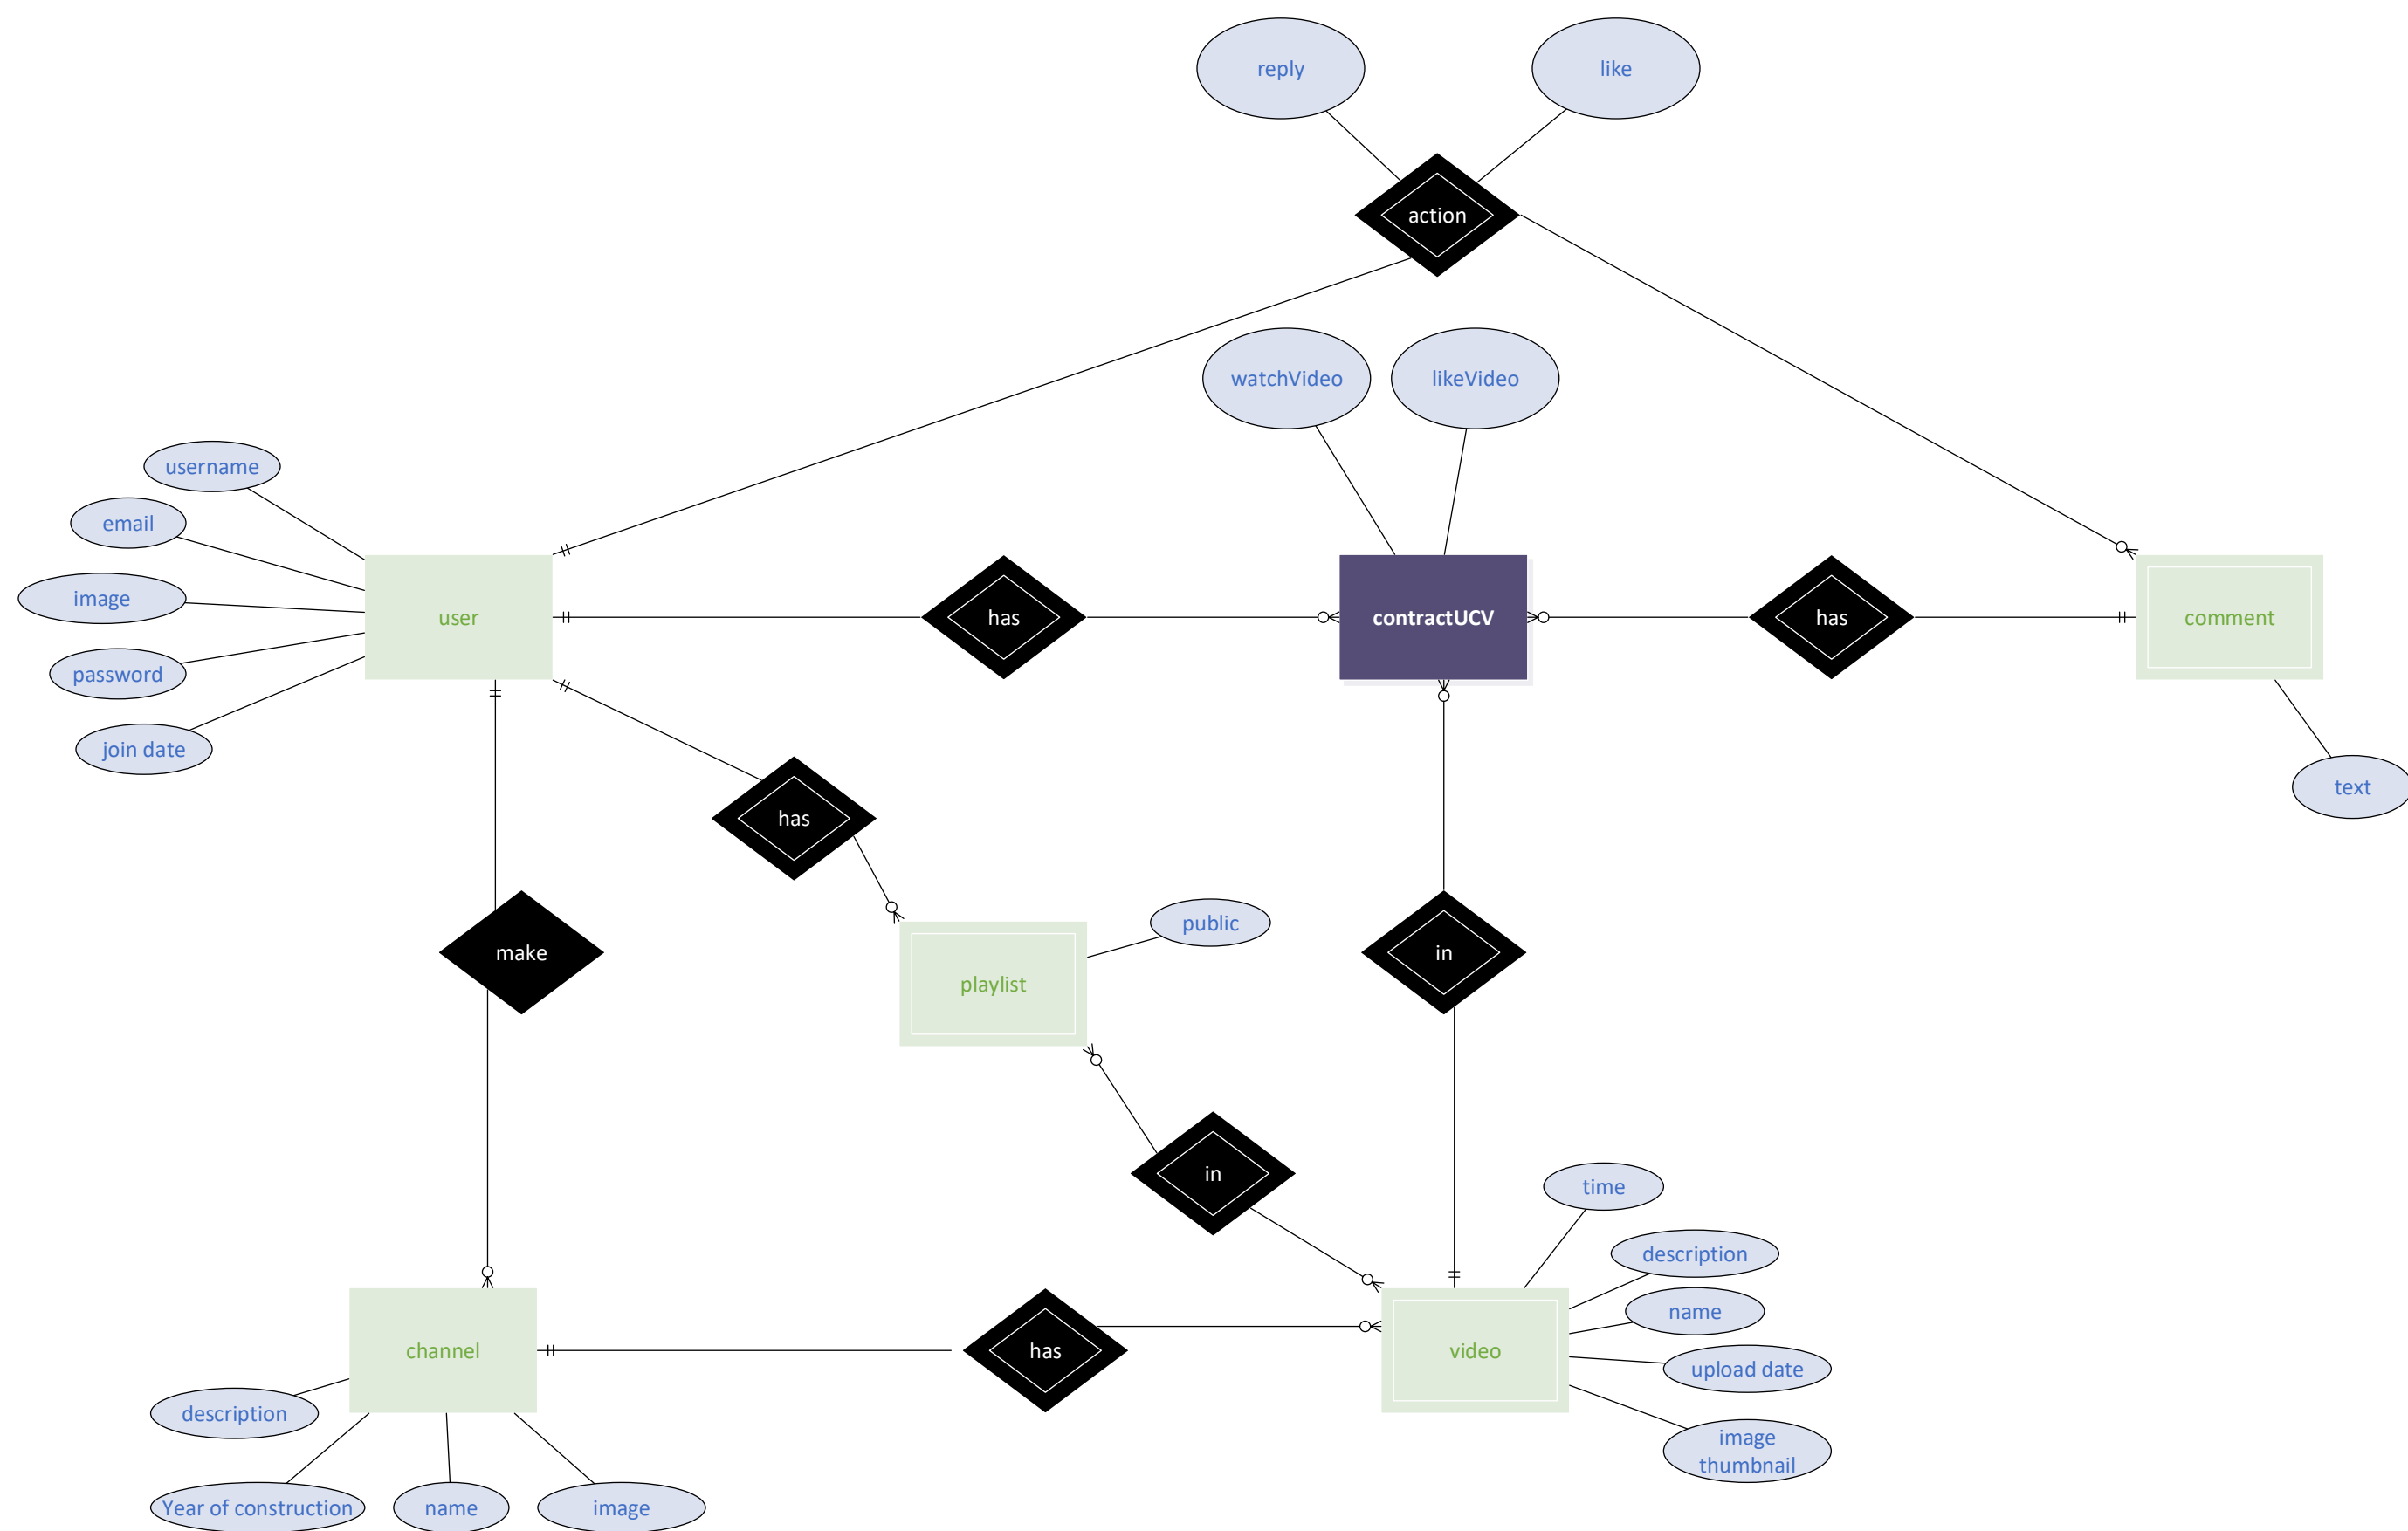 reply
like
action
watchVideo
likeVideo
username
email
image
password
join date
user
has
contractUCV
has
comment
text
has
make
playlist
public
in
in
time
description
name
upload date
image
thumbnail
video
has
channel
description
Year of construction
name
image